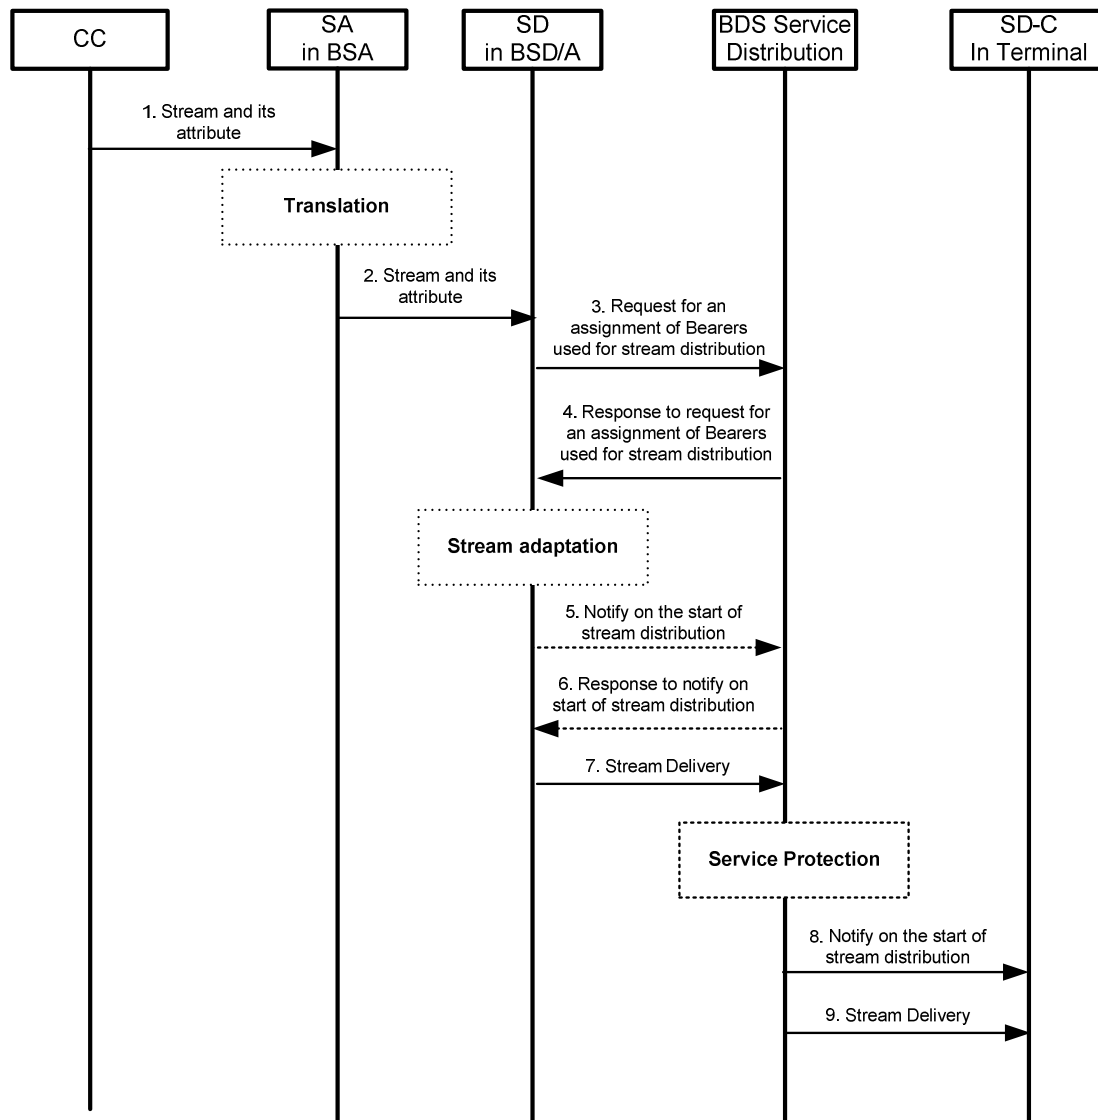 CC
SA
in BSA
SD
in BSD/A
BDS Service
Distribution
SD-C
In Terminal
1. Stream and its
attribute
Translation
2. Stream and its
attribute
3. Request for an
assignment of Bearers
used for stream distribution
4. Response to request for
an assignment of Bearers
used for stream distribution
Stream adaptation
5. Notify on the start of
stream distribution
6. Response to notify on
start of stream distribution
7. Stream Delivery
Service Protection
8. Notify on the start of
stream distribution
9. Stream Delivery